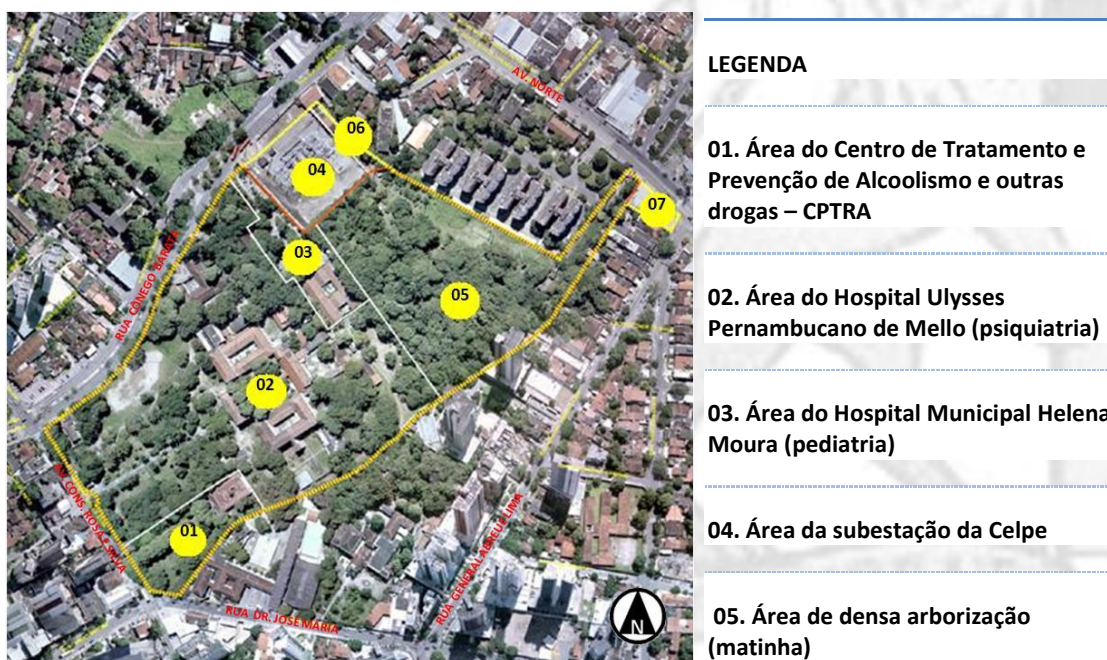 AV. NORTE
06
04
07
03
RUA CÔNEGO BARATA
05
02
AV. CONS. ROSA E SILVA
01
RUA GENERAL ABREU E LIMA
RUA DR. JOSÉ MARIA
N
LEGENDA
01. Área do Centro de Tratamento e
Prevenção de Alcoolismo e outras
drogas – CPTRA
02. Área do Hospital Ulysses
Pernambucano de Mello (psiquiatria)
03. Área do Hospital Municipal Helena
Moura (pediatria)
04. Área da subestação da Celpe
05. Área de densa arborização
(matinha)